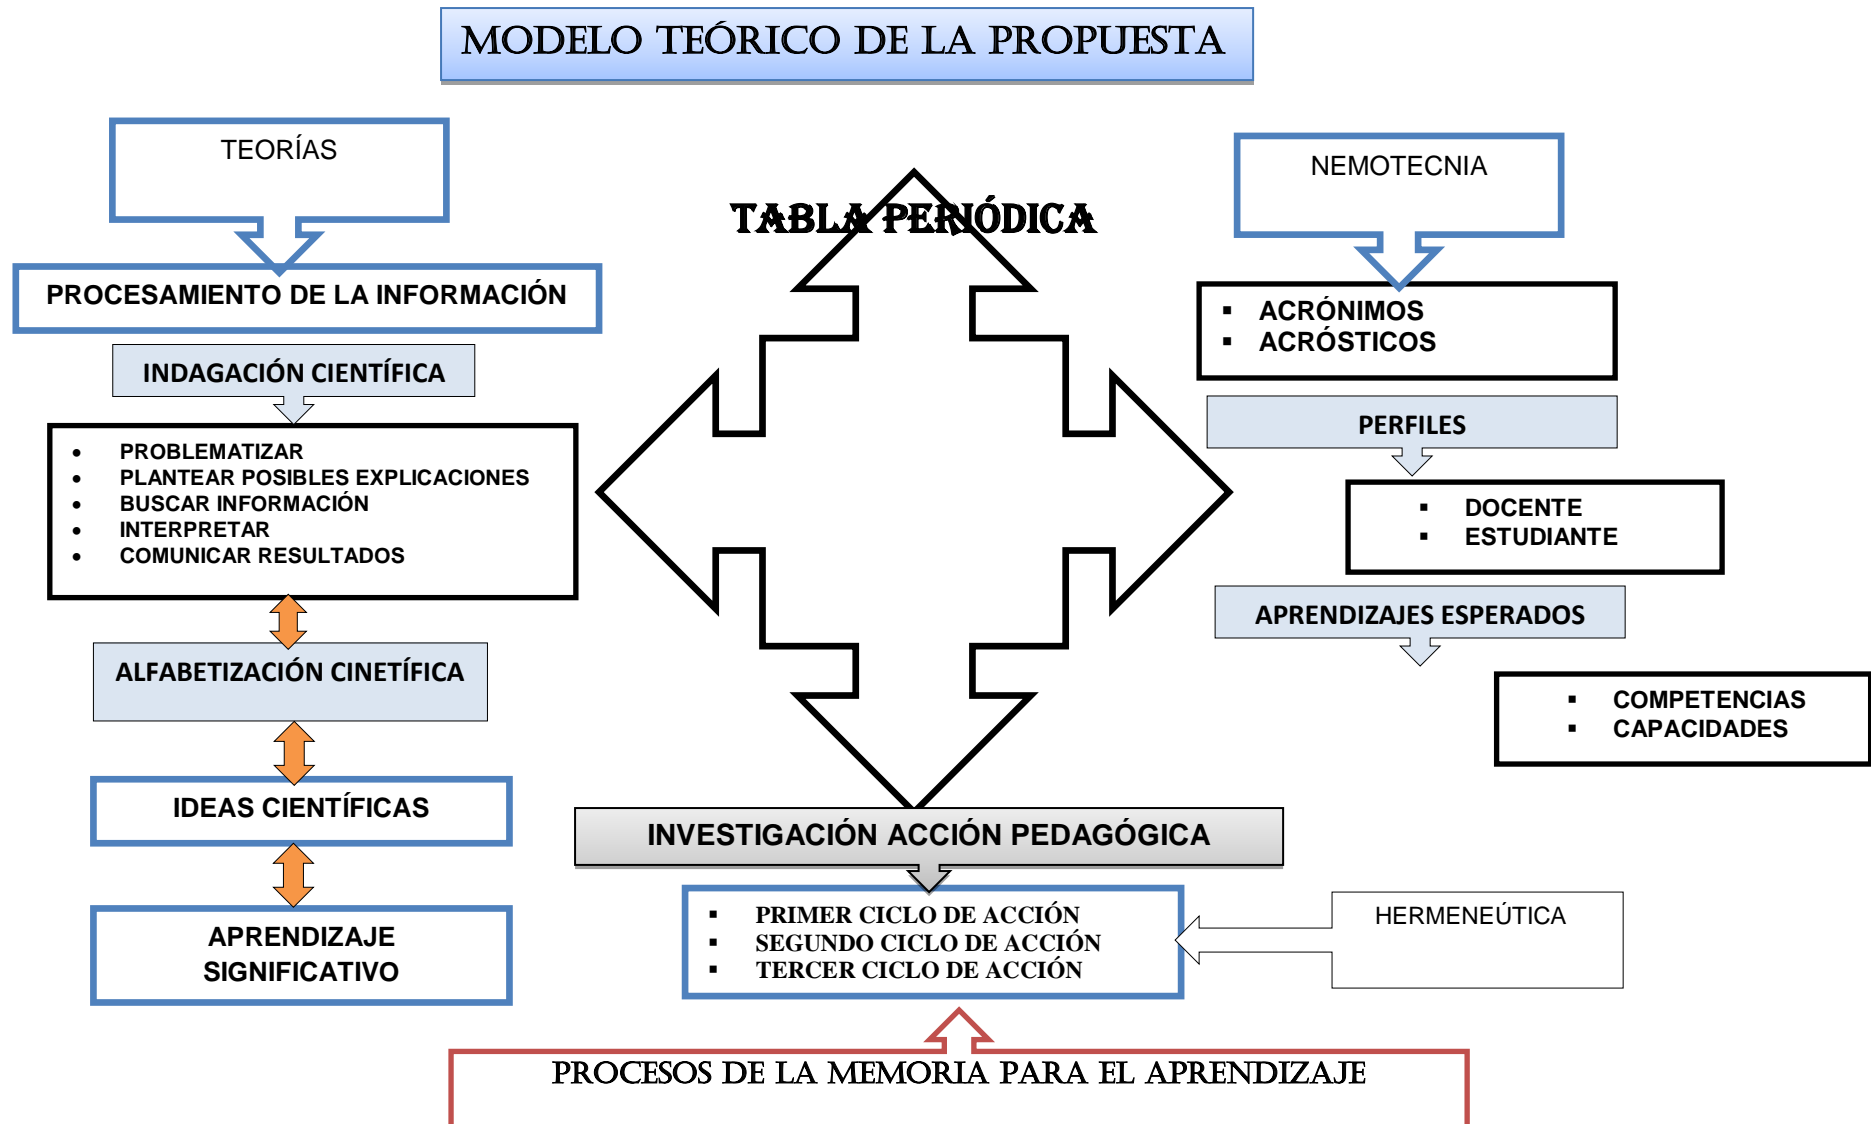 MODELO TEÓRICO DE LA PROPUESTA
TEORÍAS
PROCESAMIENTO DE LA INFORMACIÓN
INDAGACIÓN CIENTÍFICA
• PROBLEMATIZAR
• PLANTEAR POSIBLES EXPLICACIONES
• BUSCAR INFORMACIÓN
• INTERPRETAR
• COMUNICAR RESULTADOS
ALFABETIZACIÓN CINETÍFICA
IDEAS CIENTÍFICAS
APRENDIZAJE
SIGNIFICATIVO
TABLA PERIÓDICA
NEMOTECNIA
▪ ACRÓNIMOS
▪ ACRÓSTICOS
PERFILES
▪ DOCENTE
▪ ESTUDIANTE
APRENDIZAJES ESPERADOS
▪ COMPETENCIAS
▪ CAPACIDADES
INVESTIGACIÓN ACCIÓN PEDAGÓGICA
▪ PRIMER CICLO DE ACCIÓN
▪ SEGUNDO CICLO DE ACCIÓN
▪ TERCER CICLO DE ACCIÓN
HERMENEÚTICA
PROCESOS DE LA MEMORIA PARA EL APRENDIZAJE